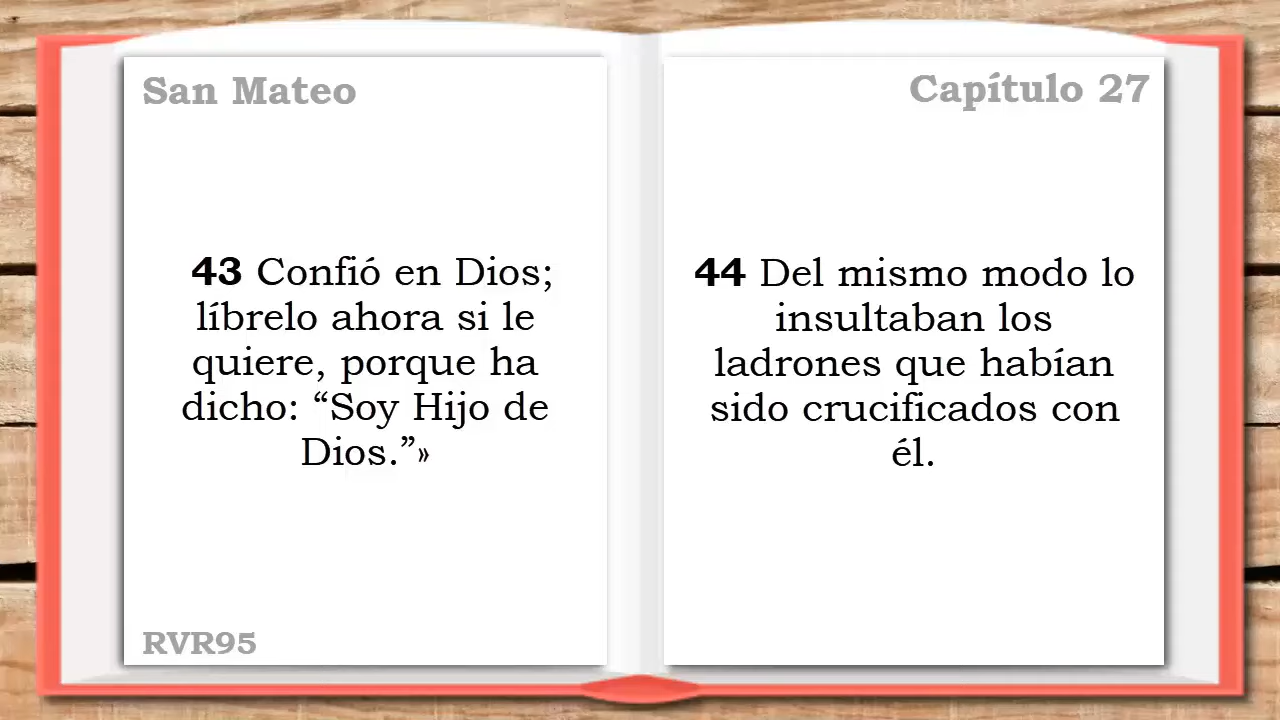 San Mateo
43 Confió en Dios;
líbrelo ahora si le
quiere, porque ha
dicho: “Soy Hijo de
Dios.”»
RVR95
Capítulo 27
44 Del mismo modo lo
insultaban los
ladrones que habían
sido crucificados con
él.